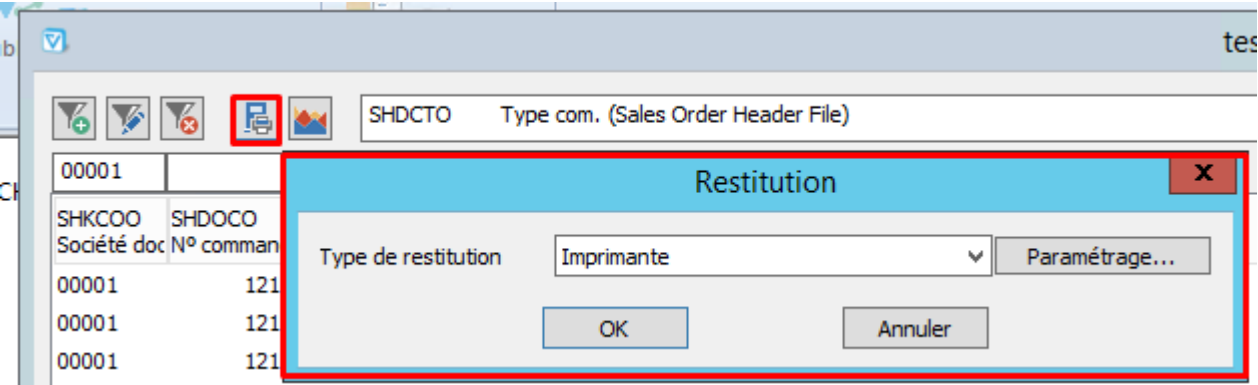 tes
SHDCTO Type com. (Sales Order Header File)
00001
Restitution
x
SHKCOO SHDOCO
Société doc Nº comman
Type de restitution Imprimante Paramétrage...
00001 121
00001 121
OK Annuler
00001 121